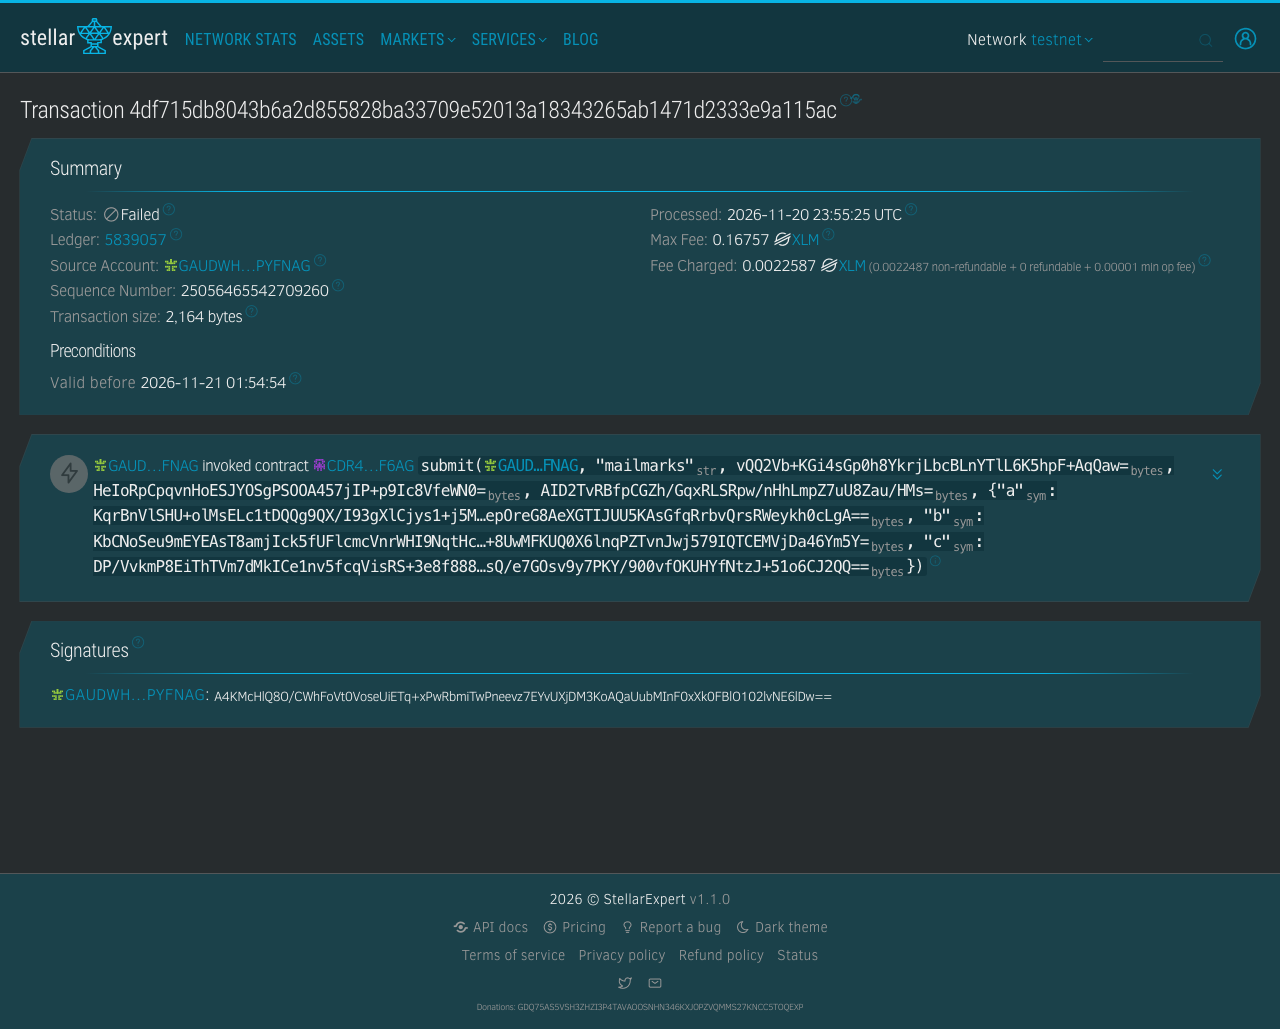 stellar expert NETWORK STATS ASSETS MARKETS SERVICES BLOG Network testnet
Transaction 4df715db8043b6a2d855828ba33709e52013a18343265ab1471d2333e9a115ac
Summary
Status: Failed
Ledger: 5839057
Source Account: GAUDWH...PYFNAG
Sequence Number: 25056465542709260
Transaction size: 2,164 bytes
Processed: 2026-11-20 23:55:25 UTC
Max Fee: 0.16757 XLM
Fee Charged: 0.0022587 XLM (0.0022487 non-refundable + 0 refundable + 0.00001 min op fee)
Preconditions
Valid before 2026-11-21 01:54:54
GAUD...FNAG invoked contract CDR4...F6AG submit(GAUD…FNAG, "mailmarks"str, vQQ2Vb+KGi4sGp0h8YkrjLbcBLnYTlL6K5hpF+AqQaw=bytes,
HeIoRpCpqvnHoESJYOSgPSOOA457jIP+p9Ic8VfeWN0=bytes, AID2TvRBfpCGZh/GqxRLSRpw/nHhLmpZ7uU8Zau/HMs=bytes, {"a"sym:
KqrBnVlSHU+olMsELc1tDQQg9QX/I93gXlCjys1+j5M…epOreG8AeXGTIJUU5KAsGfqRrbvQrsRWeykh0cLgA==bytes, "b"sym:
KbCNoSeu9mEYEAsT8amjIck5fUFlcmcVnrWHI9NqtHc…+8UwMFKUQ0X6lnqPZTvnJwj579IQTCEMVjDa46Ym5Y=bytes, "c"sym:
DP/VvkmP8EiThTVm7dMkICe1nv5fcqVisRS+3e8f888…sQ/e7GOsv9y7PKY/900vfOKUHYfNtzJ+51o6CJ2QQ==bytes})
Signatures
GAUDWH...PYFNAG: A4KMcHlQ8O/CWhFoVt0VoseUiETq+xPwRbmiTwPneevz7EYvUXjDM3KoAQaUubMInF0xXk0FBlO1O2lvNE6lDw==
2026 © StellarExpert v1.1.0
API docs Pricing Report a bug Dark theme
Terms of service Privacy policy Refund policy Status
Donations: GDQ75AS5VSH3ZHZI3P4TAVAOOSNHN346KXJOPZVQMMS27KNCC5TOQEXP